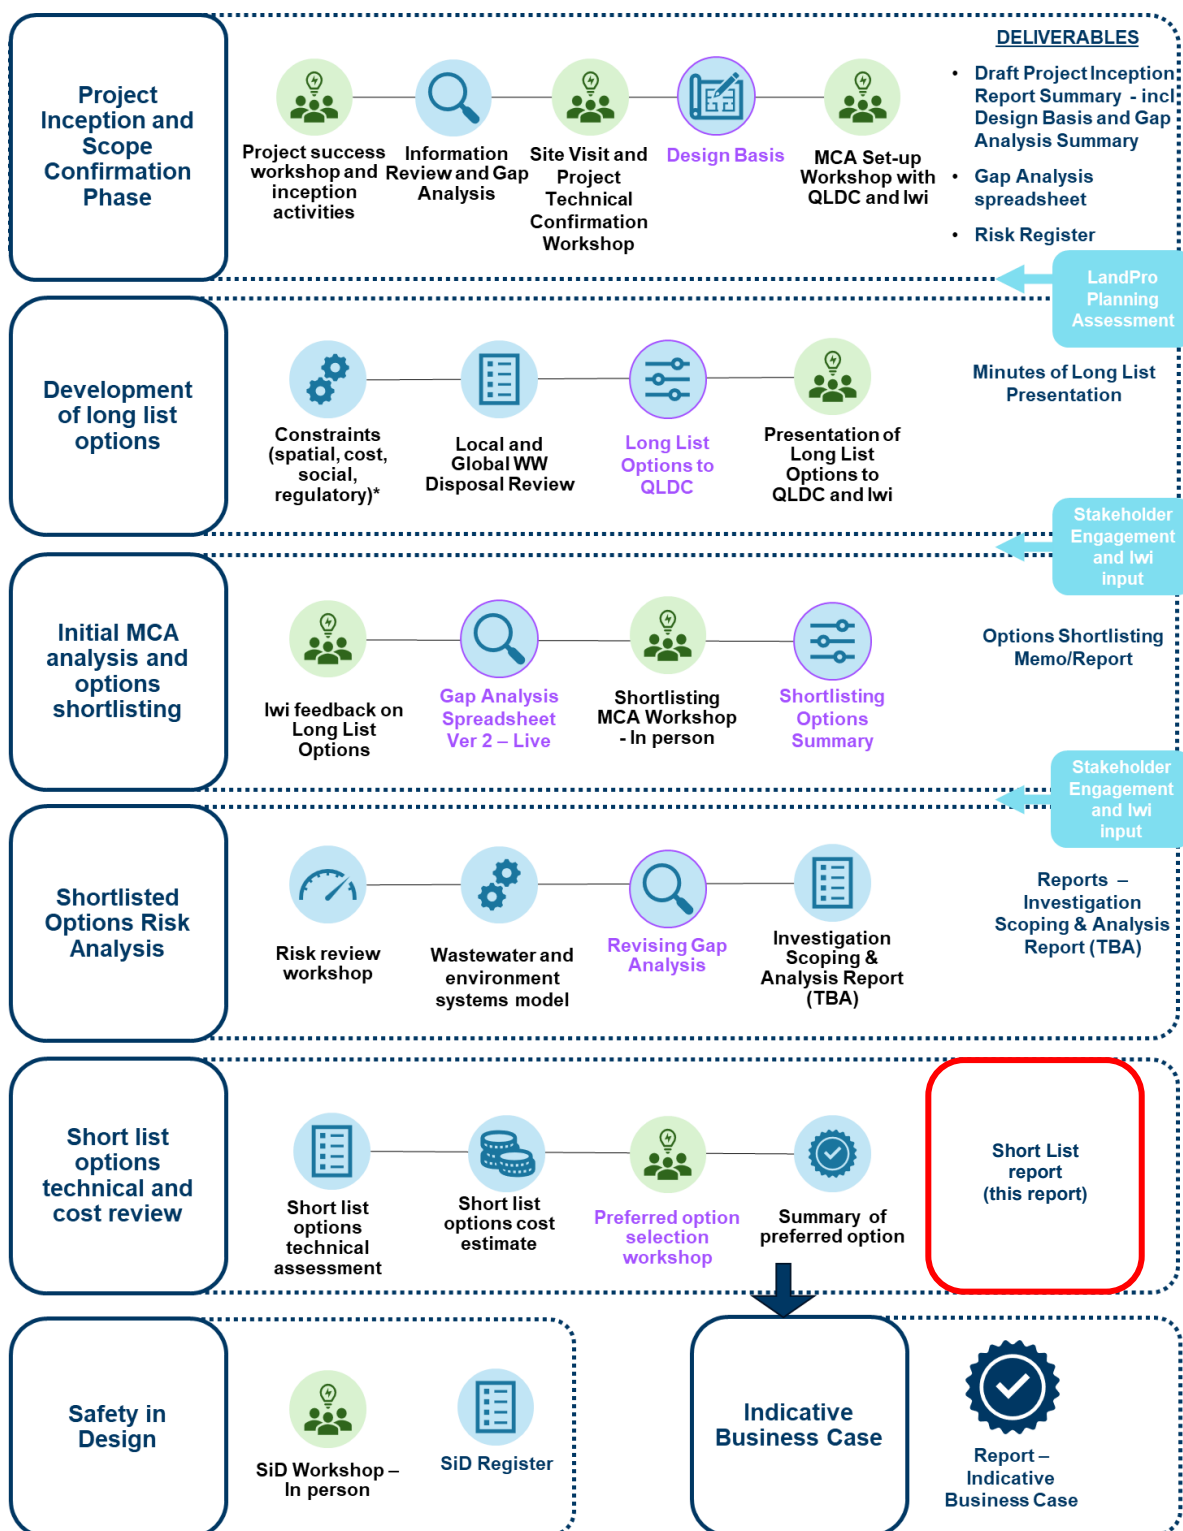 Project
Inception and
Scope
Confirmation
Phase
Project success
workshop and
inception
activities
Information
Review and Gap
Analysis
Site Visit and
Project
Technical
Confirmation
Workshop
Design Basis
MCA Set-up
Workshop with
QLDC and Iwi
DELIVERABLES
• Draft Project Inception
Report Summary - incl
Design Basis and Gap
Analysis Summary
• Gap Analysis
spreadsheet
• Risk Register
LandPro
Planning
Assessment
Development
of long list
options
Constraints
(spatial, cost,
social,
regulatory)*
Local and
Global WW
Disposal Review
Long List
Options to
QLDC
Presentation of
Long List
Options to
QLDC and Iwi
Minutes of Long List
Presentation
Stakeholder
Engagement
and Iwi
input
Initial MCA
analysis and
options
shortlisting
Iwi feedback on
Long List
Options
Gap Analysis
Spreadsheet
Ver 2 – Live
Shortlisting
MCA Workshop
- In person
Shortlisting
Options
Summary
Options Shortlisting
Memo/Report
Stakeholder
Engagement
and Iwi
input
Shortlisted
Options Risk
Analysis
Risk review
workshop
Wastewater and
environment
systems model
Revising Gap
Analysis
Investigation
Scoping &
Analysis Report
(TBA)
Reports –
Investigation
Scoping & Analysis
Report (TBA)
Short list
options
technical and
cost review
Short list
options
technical
assessment
Short list
options cost
estimate
Preferred option
selection
workshop
Summary of
preferred option
Short List
report
(this report)
Safety in
Design
SiD Workshop –
In person
SiD Register
Indicative
Business Case
Report –
Indicative
Business Case